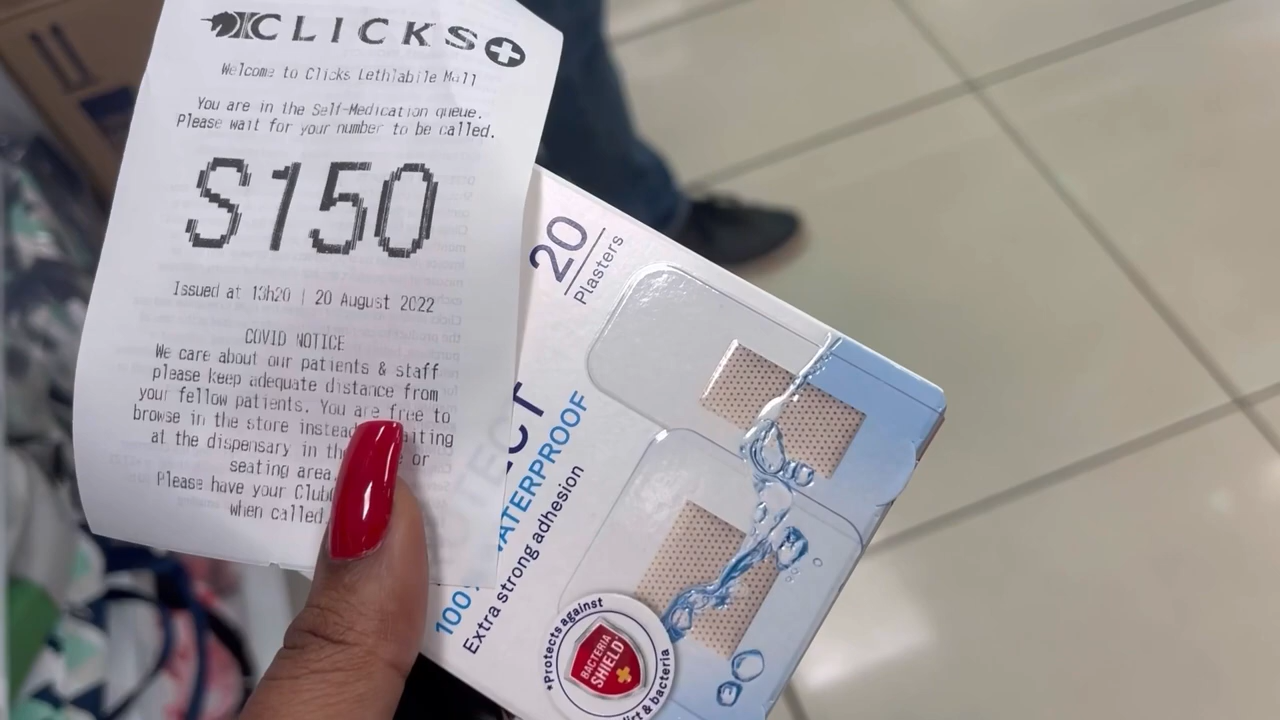 CLICKS
Welcome to Clicks Lethlabile Mall
You are in the Self-Medication queue.
Please wait for your number to be called.
S150
Issued at 13h20 | 20 August 2022
COVID NOTICE
We care about our patients & staff
please keep adequate distance from
your fellow patients. You are free to
browse in the store instead
at the dispensary in the or
seating area
Please have your
when called.
20
Plasters
WATERPROOF
Extra strong adhesion
*Protects against
BACTERIA
SHIELD
& bacteria